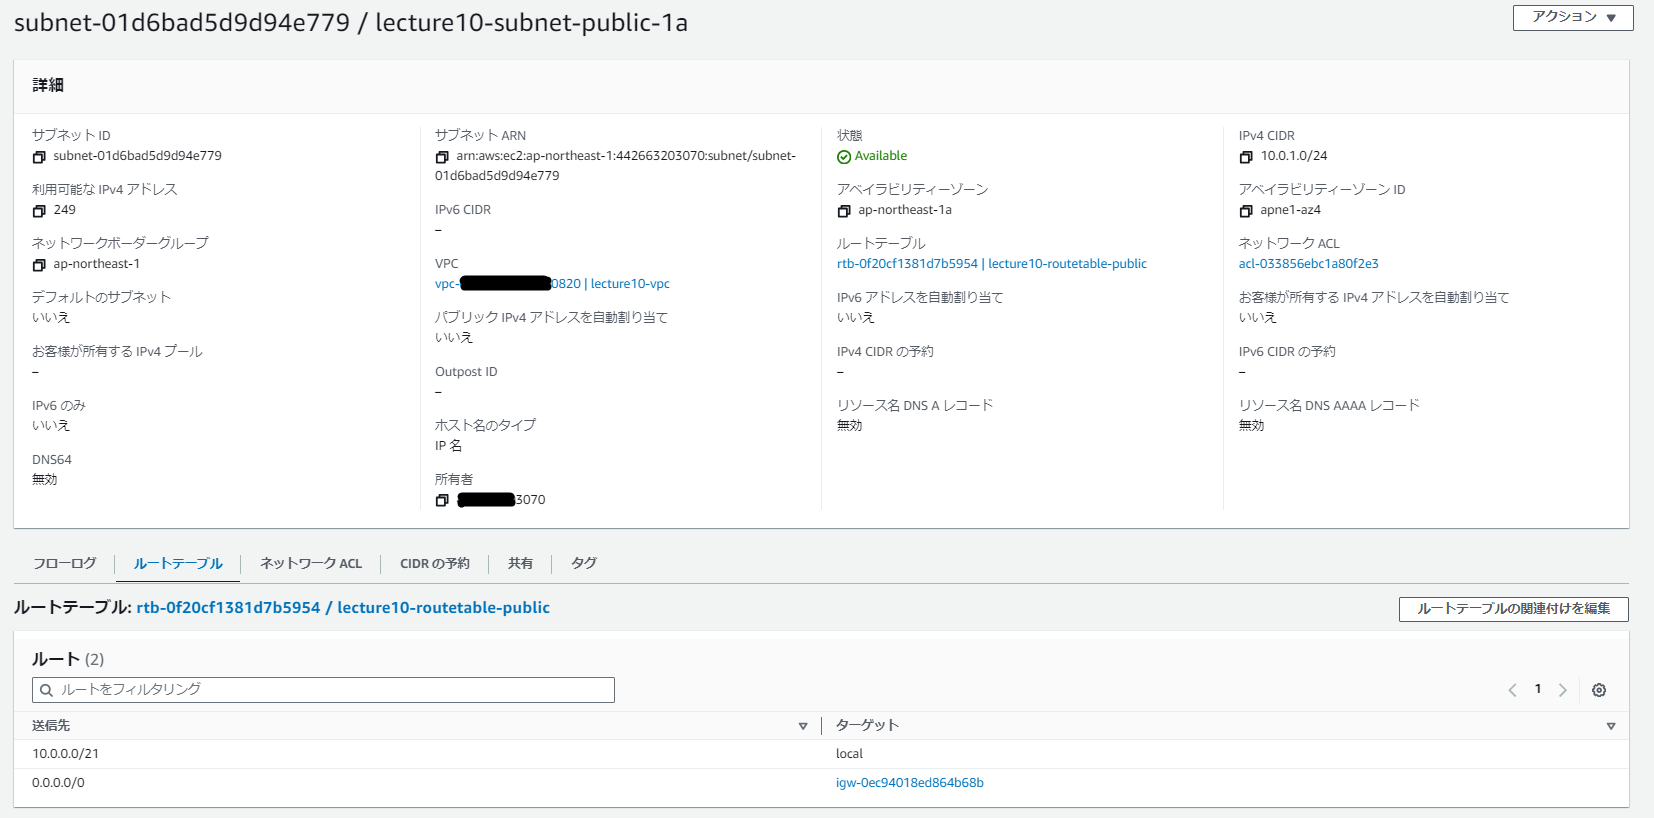 subnet-01d6bad5d9d94e779 / lecture10-subnet-public-1a
アクション ▼
詳細
サブネット ID
subnet-01d6bad5d9d94e779
利用可能な IPv4 アドレス
249
ネットワークボーダーグループ
ap-northeast-1
デフォルトのサブネット
いいえ
お客様が所有する IPv4 プール
–
IPv6 のみ
いいえ
DNS64
無効
サブネット ARN
arn:aws:ec2:ap-northeast-1:442663203070:subnet/subnet-
01d6bad5d9d94e779
IPv6 CIDR
–
VPC
vpc-0820 | lecture10-vpc
パブリック IPv4 アドレスを自動割り当て
いいえ
Outpost ID
–
ホスト名のタイプ
IP 名
所有者
3070
状態
Available
アベイラビリティーゾーン
ap-northeast-1a
ルートテーブル
rtb-0f20cf1381d7b5954 | lecture10-routetable-public
IPv6 アドレスを自動割り当て
いいえ
IPv4 CIDR の予約
–
リソース名 DNS A レコード
無効
IPv4 CIDR
10.0.1.0/24
アベイラビリティーゾーン ID
apne1-az4
ネットワーク ACL
acl-033856ebc1a80f2e3
お客様が所有する IPv4 アドレスを自動割り当て
いいえ
IPv6 CIDR の予約
–
リソース名 DNS AAAA レコード
無効
フローログ
ルートテーブル
ネットワーク ACL
CIDR の予約
共有
タグ
ルートテーブル: rtb-0f20cf1381d7b5954 / lecture10-routetable-public
ルートテーブルの関連付けを編集
ルート (2)
ルートをフィルタリング
1
送信先
ターゲット
10.0.0.0/21
local
0.0.0.0/0
igw-0ec94018ed864b68b